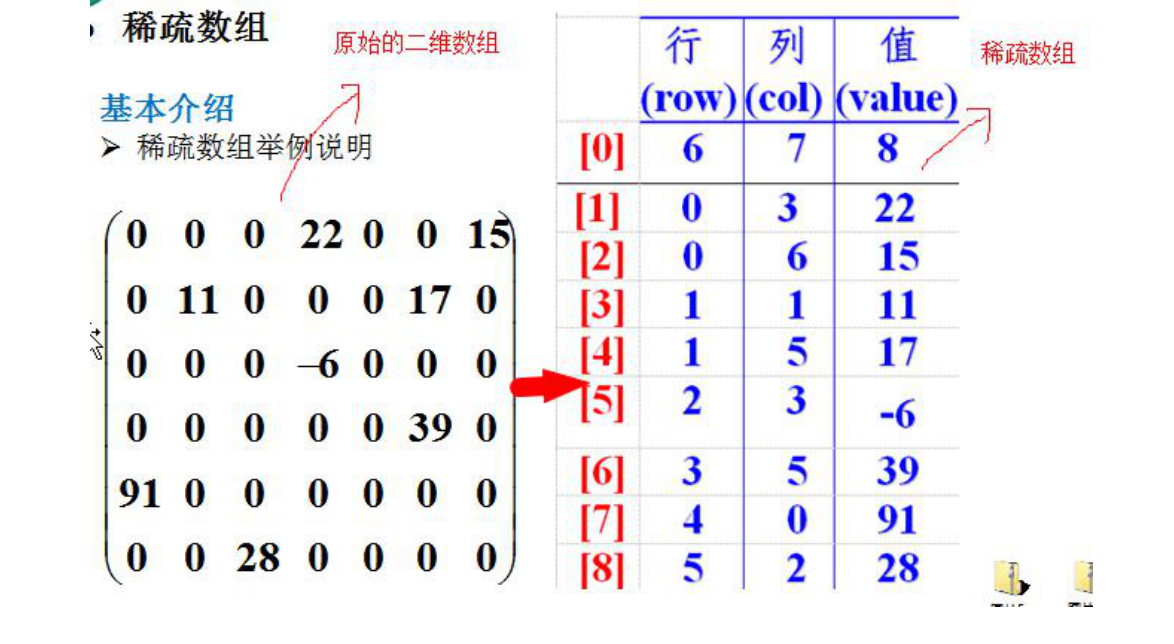 稀疏数组
原始的二维数组
基本介绍
➢ 稀疏数组举例说明
0 0 0 22 0 0 15
0 11 0 0 0 17 0
0 0 0 –6 0 0 0
0 0 0 0 0 39 0
91 0 0 0 0 0 0
0 0 28 0 0 0 0
行 列 值
(row) (col) (value)
稀疏数组
[0] 6 7 8
[1] 0 3 22
[2] 0 6 15
[3] 1 1 11
[4] 1 5 17
[5] 2 3 -6
[6] 3 5 39
[7] 4 0 91
[8] 5 2 28